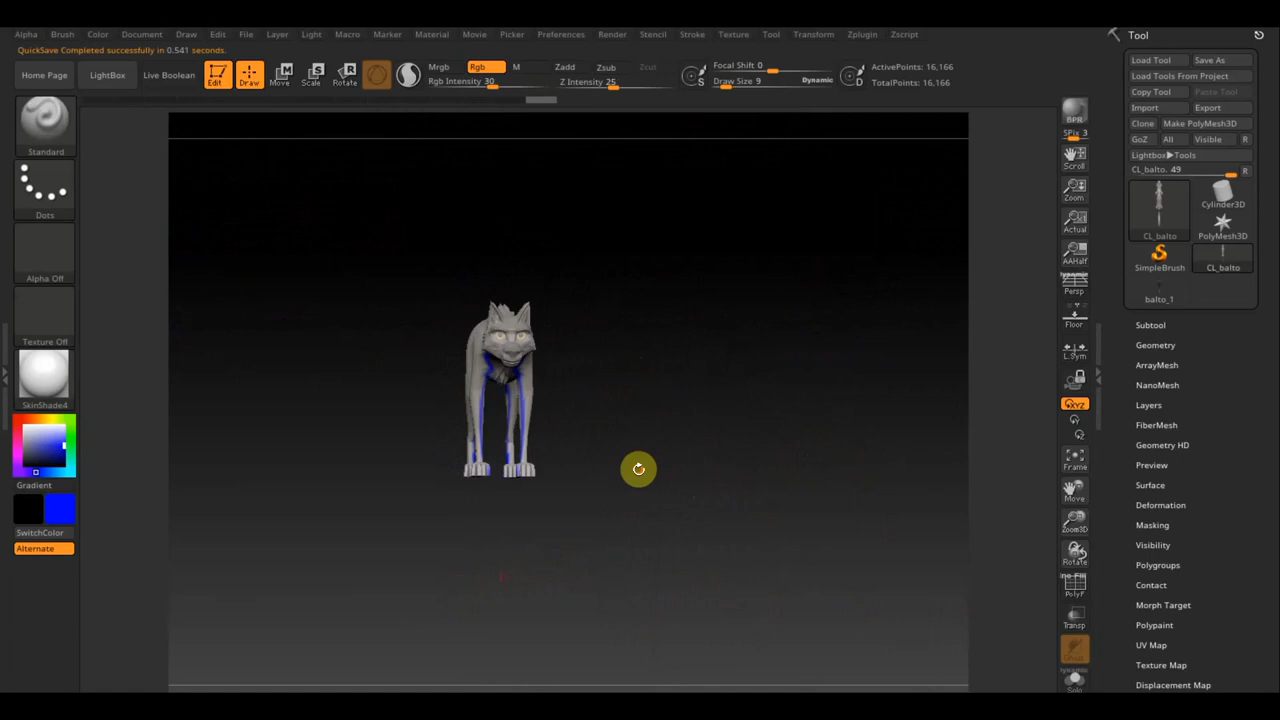 Alpha Brush Color Document Draw Edit File Layer Light Macro Marker Material Movie Picker Preferences Render Stencil Stroke Texture Tool Transform Zplugin Zscript
Tool
QuickSave Completed successfully in 0.541 seconds.
Home Page LightBox Live Boolean Edit Draw Move Scale Rotate
Mrgb Rgb M
Rgb Intensity 30
Zadd Zsub Zcut
Z Intensity 25
Focal Shift 0
Draw Size 9 Dynamic
S
D
ActivePoints: 16,166
TotalPoints: 16,166
Load Tool Save As
Load Tools From Project
Copy Tool Paste Tool
Import Export
Clone Make PolyMesh3D
GoZ All Visible R
Lightbox▶Tools
CL_balto. 49 R
CL_balto
Cylinder3D
PolyMesh3D
SimpleBrush
CL_balto
balto_1
Subtool
Geometry
ArrayMesh
NanoMesh
Layers
FiberMesh
Geometry HD
Preview
Surface
Deformation
Masking
Visibility
Polygroups
Contact
Morph Target
Polypaint
UV Map
Texture Map
Displacement Map
Standard
Dots
Alpha Off
Texture Off
SkinShade4
Gradient
SwitchColor
Alternate
BPR
SPix 3
Scroll
Zoom
Actual
AAHalf
Dynamic
Persp
Floor
L.Sym
XYZ
Y
Z
Frame
Move
Zoom3D
Rotate
PolyF
Transp
Ghost
Dynamic
Solo